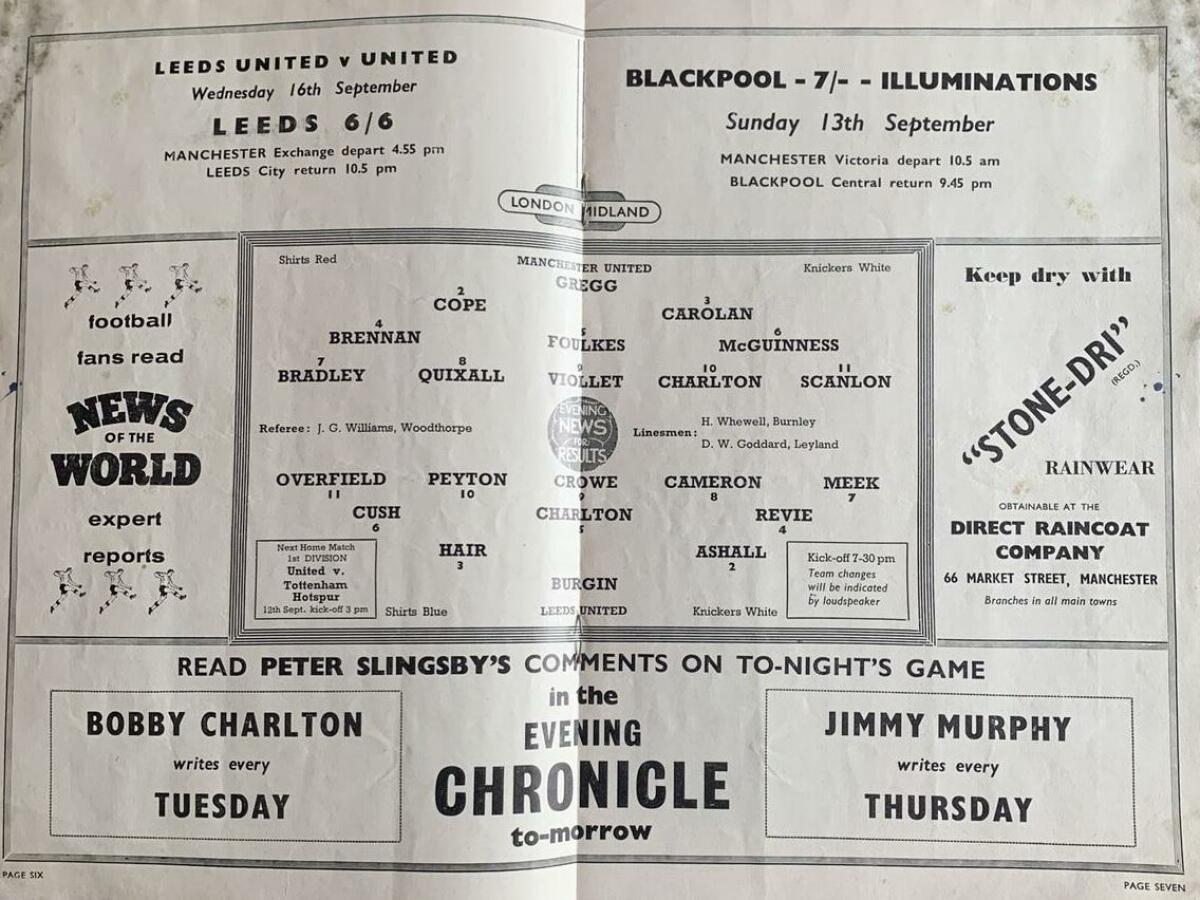 LEEDS UNITED v UNITED
Wednesday 16th September
LEEDS 6/6
MANCHESTER Exchange depart 4.55 pm
LEEDS City return 10.5 pm
BLACKPOOL - 7/- - ILLUMINATIONS
Sunday 13th September
MANCHESTER Victoria depart 10.5 am
BLACKPOOL Central return 9.45 pm
LONDON MIDLAND
football
fans read
NEWS
OF THE
WORLD
expert
reports
Shirts Red
MANCHESTER UNITED
Knickers White
GREGG
2
COPE
3
CAROLAN
4
BRENNAN
5
FOULKES
6
McGUINNESS
7
BRADLEY
8
QUIXALL
9
VIOLLET
10
CHARLTON
11
SCANLON
Referee: J. G. Williams, Woodthorpe
EVENING
NEWS
FOR
RESULTS
Linesmen: H. Whewell, Burnley
D. W. Goddard, Leyland
OVERFIELD
11
PEYTON
10
CROWE
9
CAMERON
8
MEEK
7
CUSH
6
CHARLTON
5
REVIE
4
HAIR
3
ASHALL
2
BURGIN
Next Home Match
1st DIVISION
United v.
Tottenham
Hotspur
12th Sept. kick-off 3 pm
Shirts Blue
LEEDS UNITED
Knickers White
Kick-off 7-30 pm
Team changes
will be indicated
by loudspeaker
Keep dry with
"STONE-DRI"
(REGD.)
RAINWEAR
OBTAINABLE AT THE
DIRECT RAINCOAT
COMPANY
66 MARKET STREET, MANCHESTER
Branches in all main towns
READ PETER SLINGSBY'S COMMENTS ON TO-NIGHT'S GAME
in the
EVENING
CHRONICLE
to-morrow
BOBBY CHARLTON
writes every
TUESDAY
JIMMY MURPHY
writes every
THURSDAY
PAGE SIX
PAGE SEVEN